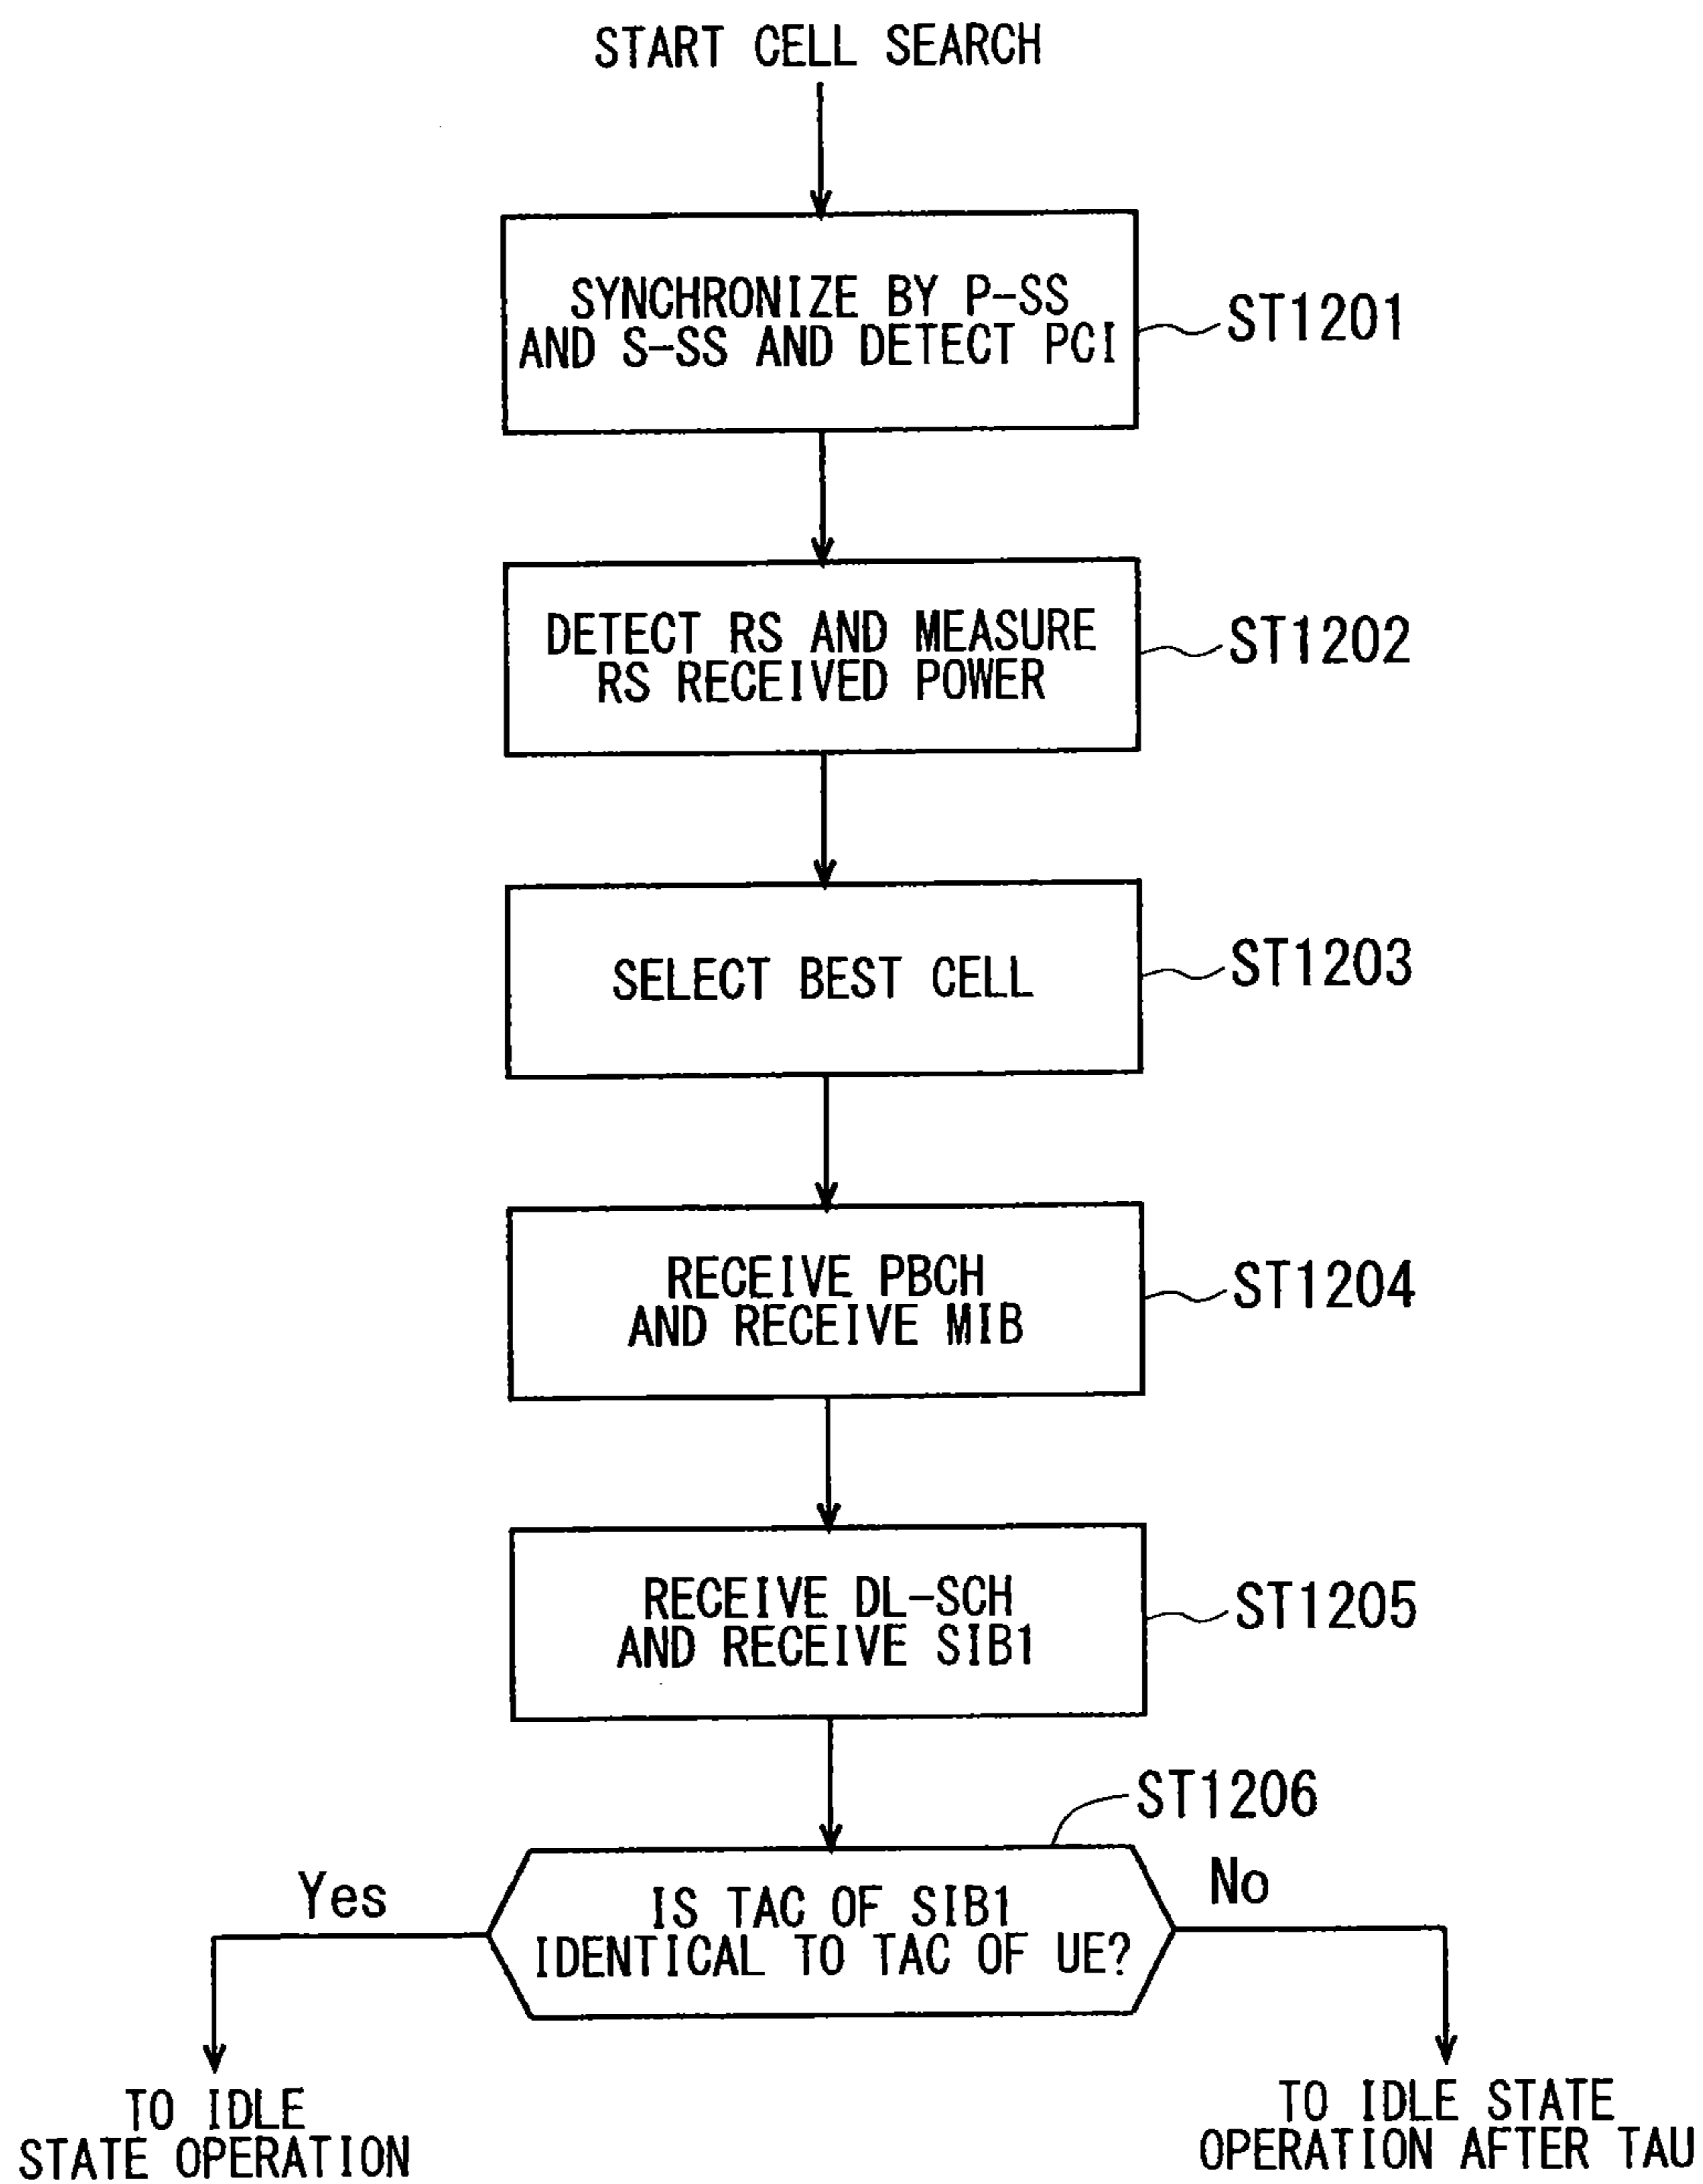 START CELL SEARCH
SYNCHRONIZE BY P-SS
AND S-SS AND DETECT PCI
ST1201
DETECT RS AND MEASURE
RS RECEIVED POWER
ST1202
SELECT BEST CELL
ST1203
RECEIVE PBCH
AND RECEIVE MIB
ST1204
RECEIVE DL-SCH
AND RECEIVE SIB1
ST1205
ST1206
Yes
IS TAC OF SIB1
IDENTICAL TO TAC OF UE?
No
TO IDLE
STATE OPERATION
TO IDLE STATE
OPERATION AFTER TAU